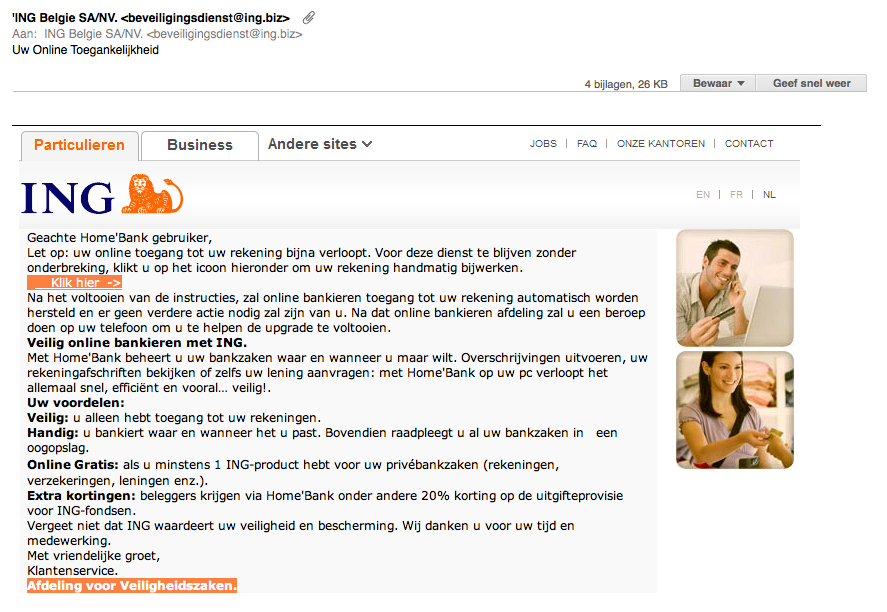 'ING Belgie SA/NV. <beveiligingsdienst@ing.biz>
Aan: ING Belgie SA/NV. <beveiligingsdienst@ing.biz>
Uw Online Toegankelijkheid
4 bijlagen, 26 KB
Bewaar
Geef snel weer
Particulieren
Business
Andere sites
JOBS | FAQ | ONZE KANTOREN | CONTACT
ING
EN | FR | NL
Geachte Home'Bank gebruiker,
Let op: uw online toegang tot uw rekening bijna verloopt. Voor deze dienst te blijven zonder
onderbreking, klikt u op het icoon hieronder om uw rekening handmatig bijwerken.
Klik hier ->
Na het voltooien van de instructies, zal online bankieren toegang tot uw rekening automatisch worden
hersteld en er geen verdere actie nodig zal zijn van u. Na dat online bankieren afdeling zal u een beroep
doen op uw telefoon om u te helpen de upgrade te voltooien.
Veilig online bankieren met ING.
Met Home'Bank beheert u uw bankzaken waar en wanneer u maar wilt. Overschrijvingen uitvoeren, uw
rekeningafschriften bekijken of zelfs uw lening aanvragen: met Home'Bank op uw pc verloopt het
allemaal snel, efficiënt en vooral… veilig!.
Uw voordelen:
Veilig: u alleen hebt toegang tot uw rekeningen.
Handig: u bankiert waar en wanneer het u past. Bovendien raadpleegt u al uw bankzaken in een
oogopslag.
Online Gratis: als u minstens 1 ING-product hebt voor uw privébankzaken (rekeningen,
verzekeringen, leningen enz.).
Extra kortingen: beleggers krijgen via Home'Bank onder andere 20% korting op de uitgifteprovisie
voor ING-fondsen.
Vergeet niet dat ING waardeert uw veiligheid en bescherming. Wij danken u voor uw tijd en
medewerking.
Met vriendelijke groet,
Klantenservice.
Afdeling voor Veiligheidszaken.